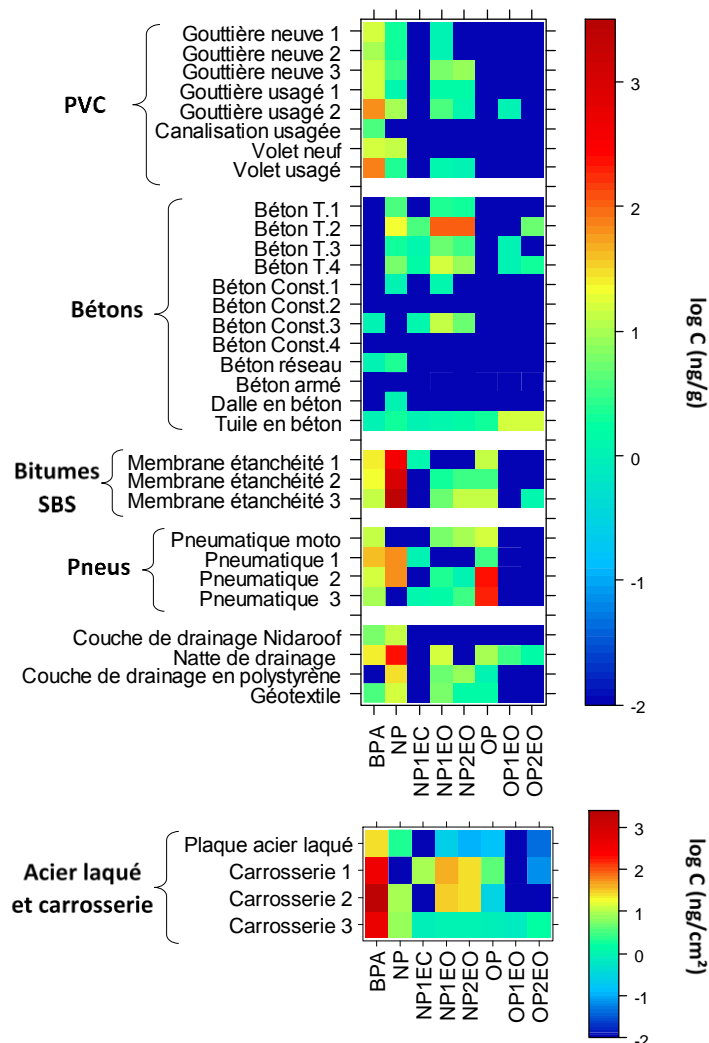 PVC
Gouttière neuve 1
Gouttière neuve 2
Gouttière neuve 3
Gouttière usagé 1
Gouttière usagé 2
Canalisation usagée
Volet neuf
Volet usagé
Bétons
Béton T.1
Béton T.2
Béton T.3
Béton T.4
Béton Const.1
Béton Const.2
Béton Const.3
Béton Const.4
Béton réseau
Béton armé
Dalle en béton
Tuile en béton
Bitumes
SBS
Membrane étanchéité 1
Membrane étanchéité 2
Membrane étanchéité 3
Pneus
Pneumatique moto
Pneumatique 1
Pneumatique 2
Pneumatique 3
Couche de drainage Nidaroof
Natte de drainage
Couche de drainage en polystyrène
Géotextile
BPA
NP
NP1EC
NP1EO
NP2EO
OP
OP1EO
OP2EO
3
2
1
0
-1
-2
log C (ng/g)
Acier laqué
et carrosserie
Plaque acier laqué
Carrosserie 1
Carrosserie 2
Carrosserie 3
BPA
NP
NP1EC
NP1EO
NP2EO
OP
OP1EO
OP2EO
3
2
1
0
-1
-2
log C (ng/cm²)